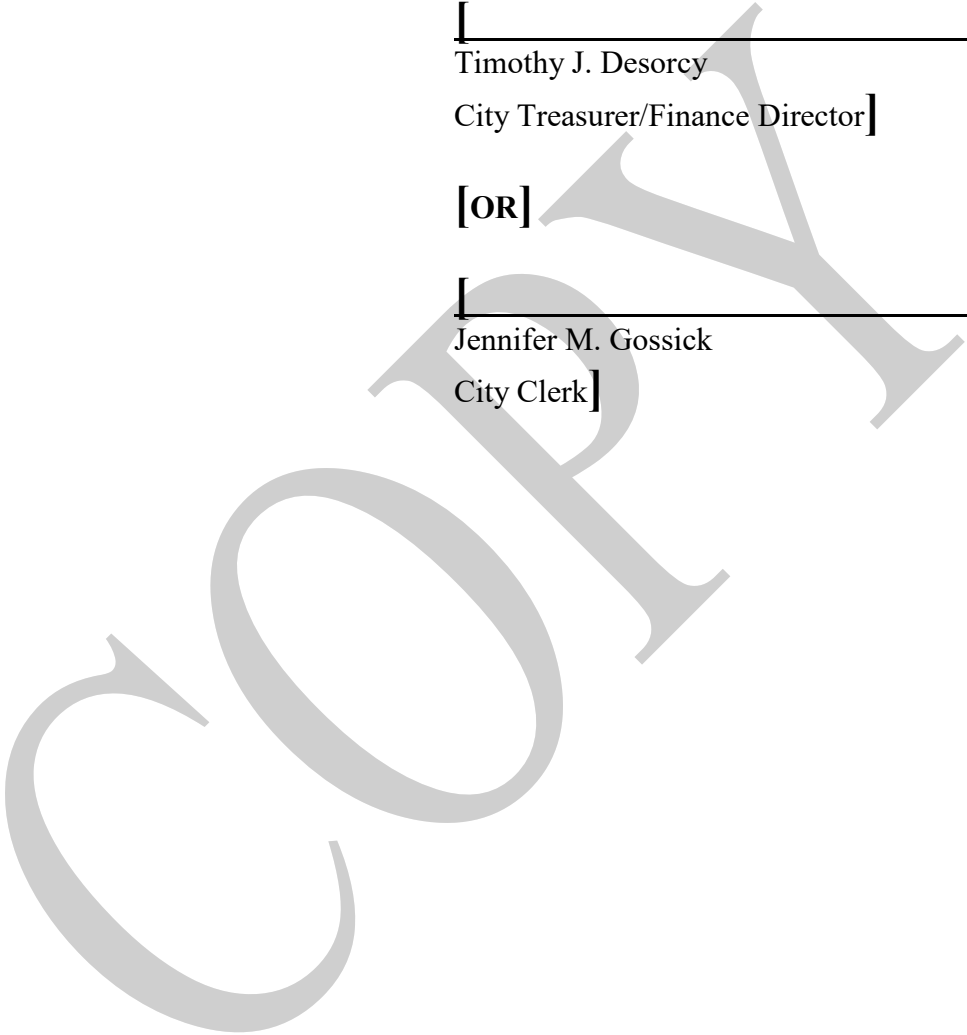 [
Timothy J. Desorcy
City Treasurer/Finance Director]
[OR]
[
Jennifer M. Gossick
City Clerk]
COPY